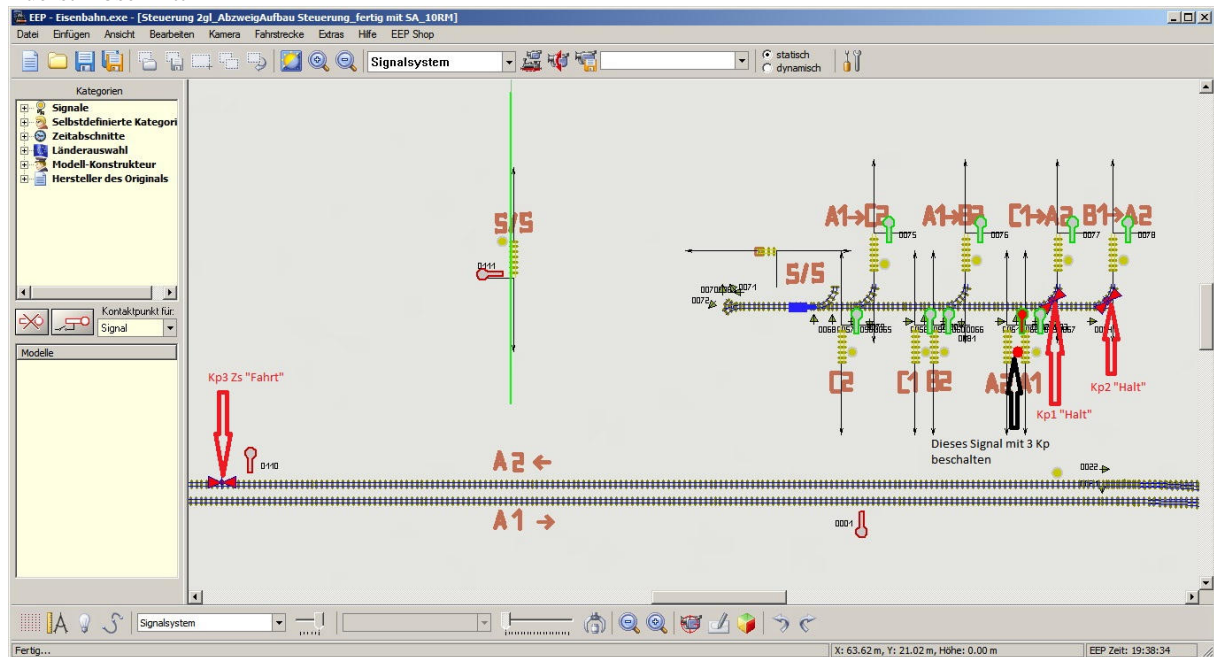 EEP - Eisenbahn.exe - [Steuerung 2gl_AbzweigAufbau Steuerung_fertig mit SA_10RM]
Datei Einfügen Ansicht Bearbeiten Kamera Fahrstrecke Extras Hilfe EEP Shop
Signalsystem
statisch
dynamisch
Kategorien
Signale
Selbstdefinierte Kategori
Zeitabschnitte
Länderauswahl
Modell-Konstrukteur
Hersteller des Originals
Kontaktpunkt für:
Signal
Modelle
S/S
0111
A1→C2 A1→B2 C1→A2 B1→A2
0075 0076 0077 0078
S/S
0071
0072
C2 C1 B2 A2 A1
Kp3 Zs "Fahrt"
Kp2 "Halt"
Kp1 "Halt"
Dieses Signal mit 3 Kp
beschalten
0110
A2 ←
0022
A1 →
0001
Signalsystem
Fertig...
X: 63.62 m, Y: 21.02 m, Höhe: 0.00 m
EEP Zeit: 19:38:34